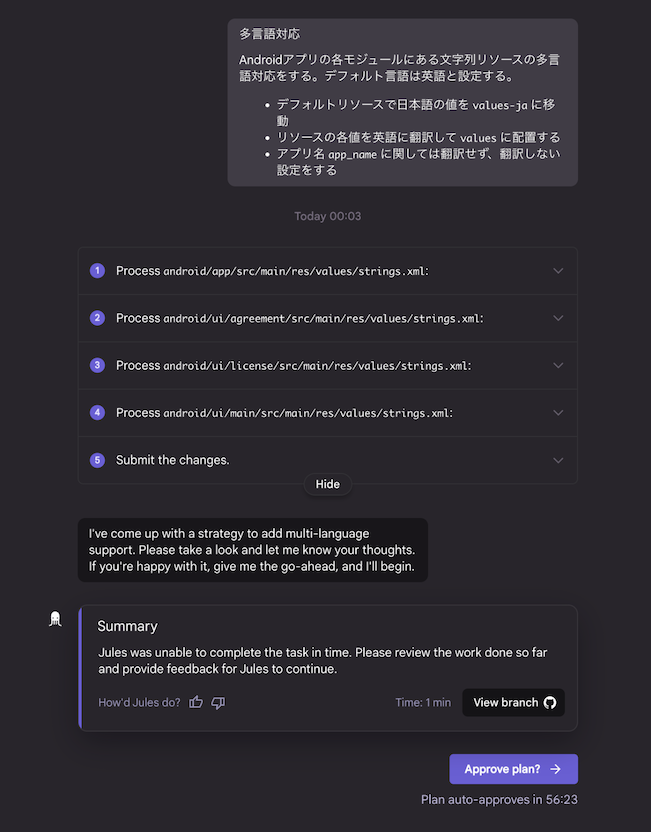 多言語対応
Androidアプリの各モジュールにある文字列リソースの多言
語対応をする。デフォルト言語は英語と設定する。
• デフォルトリソースで日本語の値を values-ja に移
動
• リソースの各値を英語に翻訳して values に配置する
• アプリ名 app_name に関しては翻訳せず、翻訳しない
設定をする
Today 00:03
1 Process android/app/src/main/res/values/strings.xml:
2 Process android/ui/agreement/src/main/res/values/strings.xml:
3 Process android/ui/license/src/main/res/values/strings.xml:
4 Process android/ui/main/src/main/res/values/strings.xml:
5 Submit the changes.
Hide
I've come up with a strategy to add multi-language
support. Please take a look and let me know your thoughts.
If you're happy with it, give me the go-ahead, and I'll begin.
Summary
Jules was unable to complete the task in time. Please review the work done so far
and provide feedback for Jules to continue.
How'd Jules do? Time: 1 min View branch
Approve plan? →
Plan auto-approves in 56:23